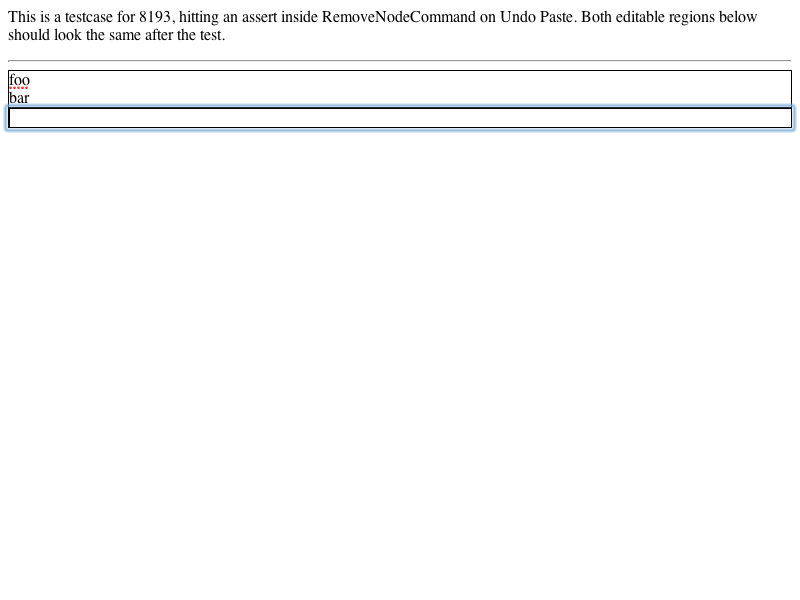 This is a testcase for 8193, hitting an assert inside RemoveNodeCommand on Undo Paste. Both editable regions below
should look the same after the test.
foo
bar